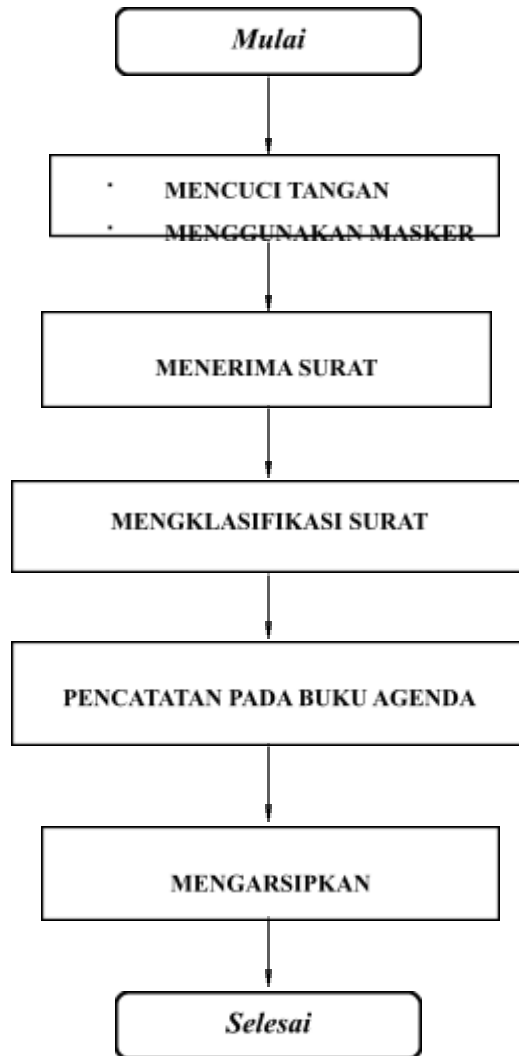 Mulai
· MENCUCI TANGAN
· MENGGUNAKAN MASKER
MENERIMA SURAT
MENGKLASIFIKASI SURAT
PENCATATAN PADA BUKU AGENDA
MENGARSIPKAN
Selesai